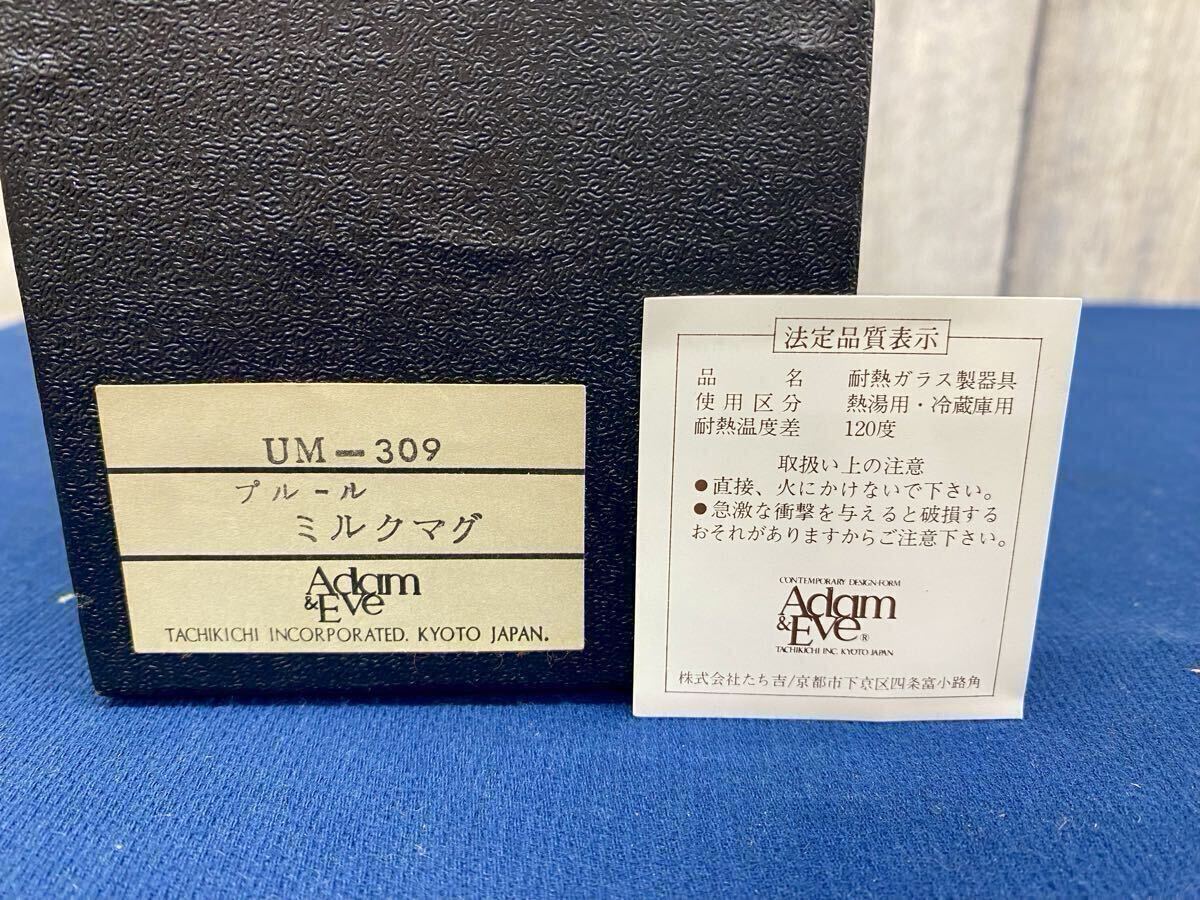 UM-309
プルール
ミルクマグ
Adam
&Eve
TACHIKICHI INCORPORATED. KYOTO JAPAN.
法定品質表示
品名 耐熱ガラス製器具
使用区分 熱湯用・冷蔵庫用
耐熱温度差 120度
取扱い上の注意
●直接、火にかけないで下さい。
●急激な衝撃を与えると破損する
おそれがありますからご注意下さい。
CONTEMPORARY DESIGN-FORM
Adam
&Eve®
TACHIKICHI INC. KYOTO JAPAN
株式会社たち吉/京都市下京区四条富小路角